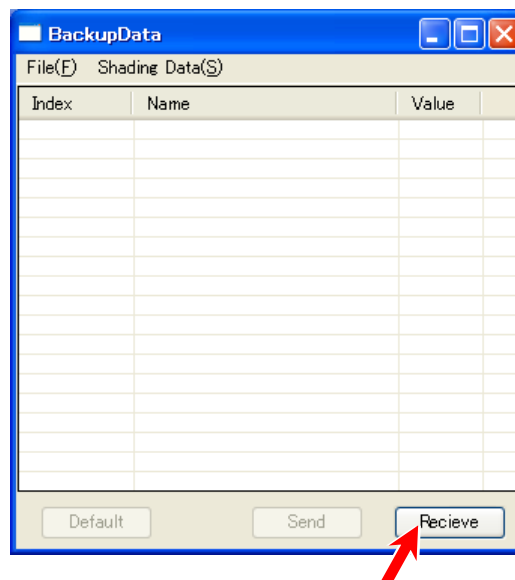 BackupData
File(F) Shading Data(S)
Index Name Value
Default Send Recieve